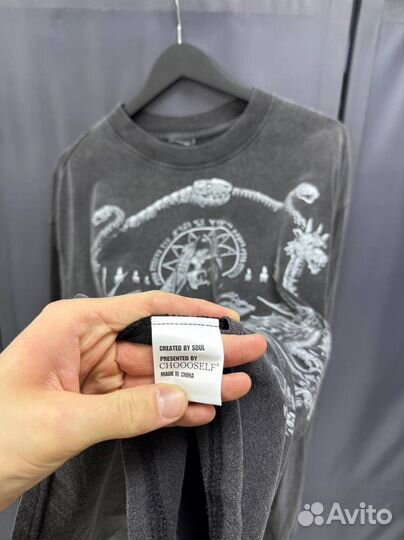 CREATED BY SOUL
PRESENTED BY
CHOOOSELF®
MADE IN CHINA
Avito